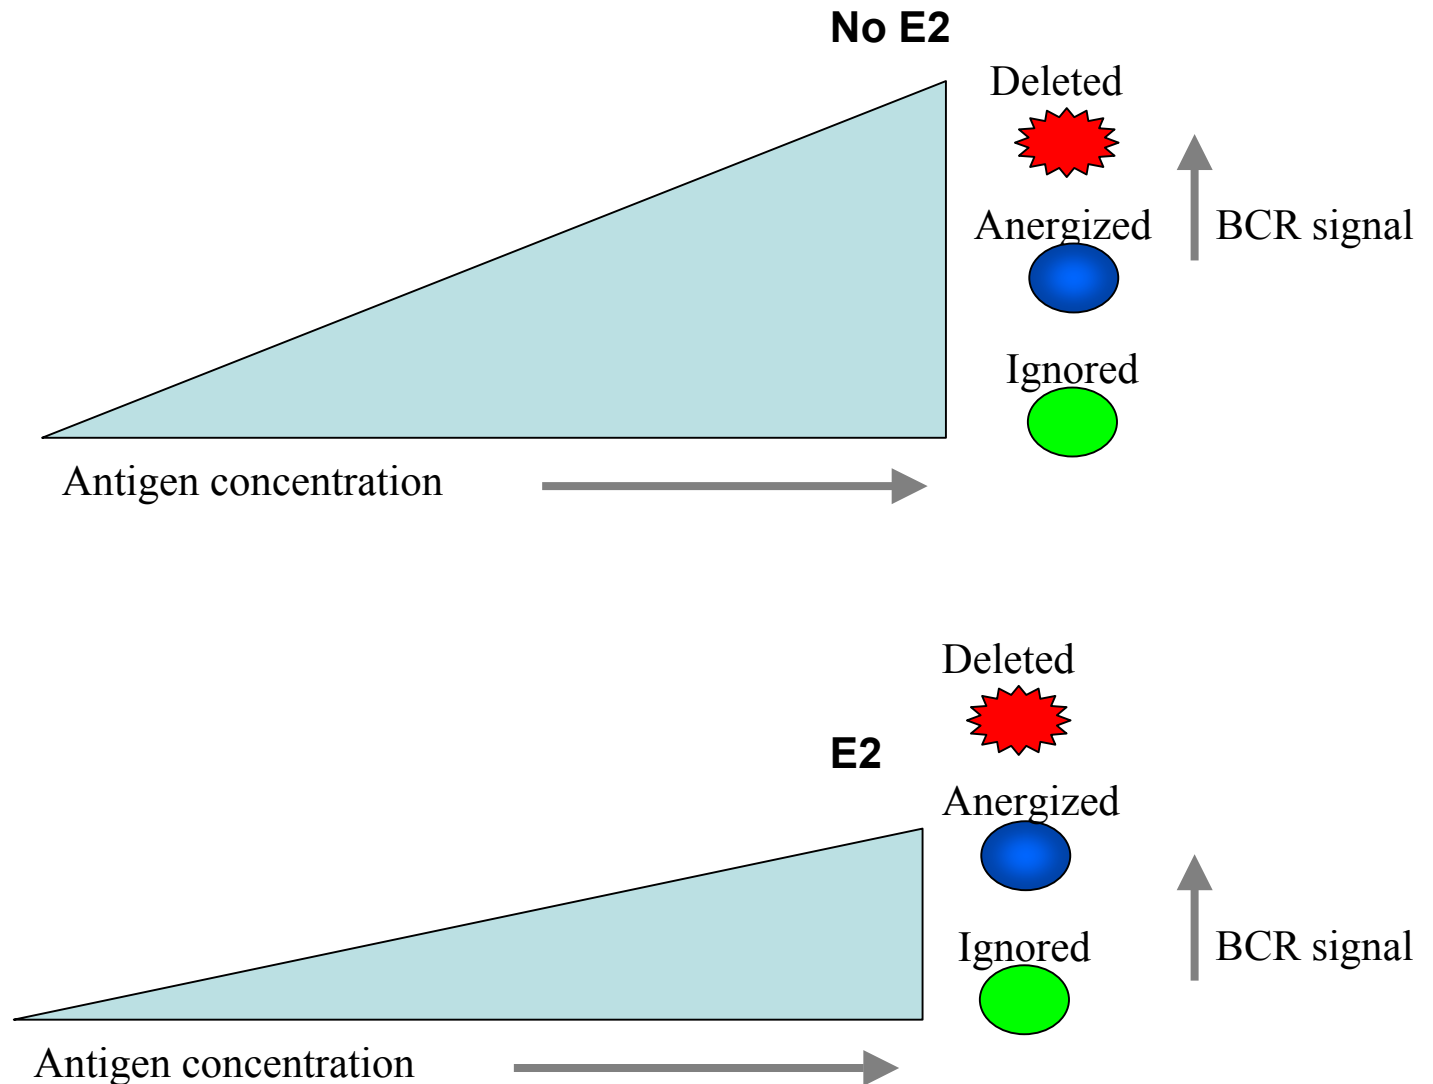 No E2
Deleted
Anergized
BCR signal
Ignored
Antigen concentration
Deleted
E2
Anergized
Ignored
BCR signal
Antigen concentration